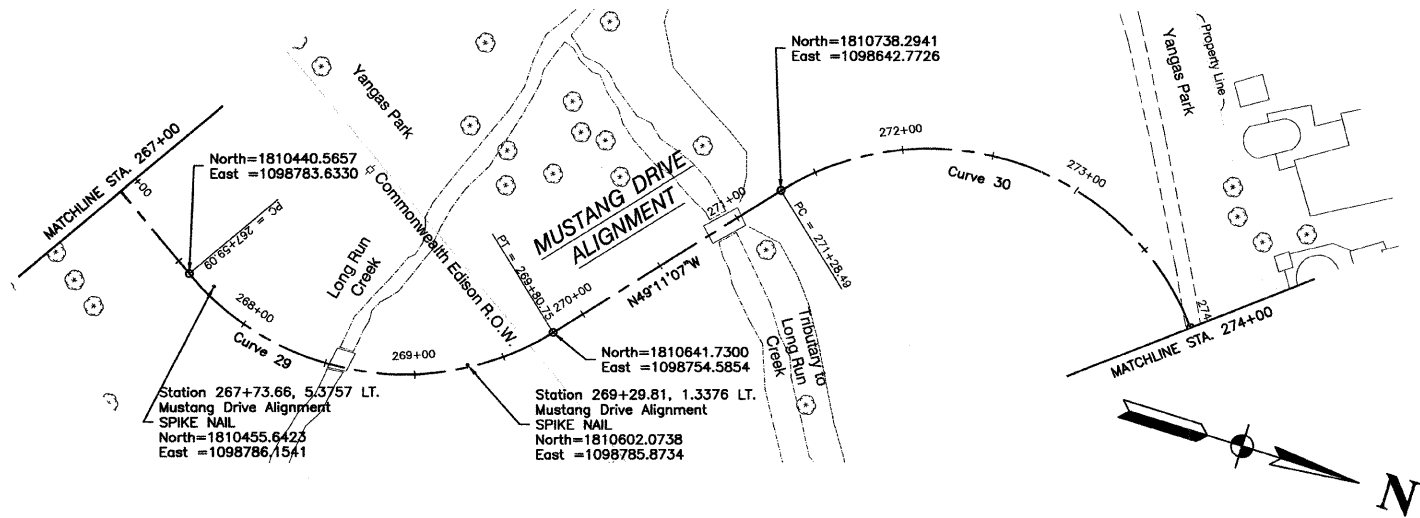 MATCHLINE STA. 267+00
+00
North=1810440.5657
East =1098783.6330
PC = 267+59.09
268+00
Curve 29
Yangas Park
Long Run
Creek
℄ Commonwealth Edison R.O.W.
269+00
PT = 269+80.75
270+00
MUSTANG DRIVE
ALIGNMENT
N49°11'07"W
271+00
PC = 271+28.49
North=1810738.2941
East =1098642.7726
272+00
Curve 30
273+00
Yangas Park
Property Line
274
MATCHLINE STA. 274+00
North=1810641.7300
East =1098754.5854
Tributary to
Long Run
Creek
Station 267+73.66, 5.3757 LT.
Mustang Drive Alignment
SPIKE NAIL
North=1810455.6423
East =1098786.1541
Station 269+29.81, 1.3376 LT.
Mustang Drive Alignment
SPIKE NAIL
North=1810602.0738
East =1098785.8734
N